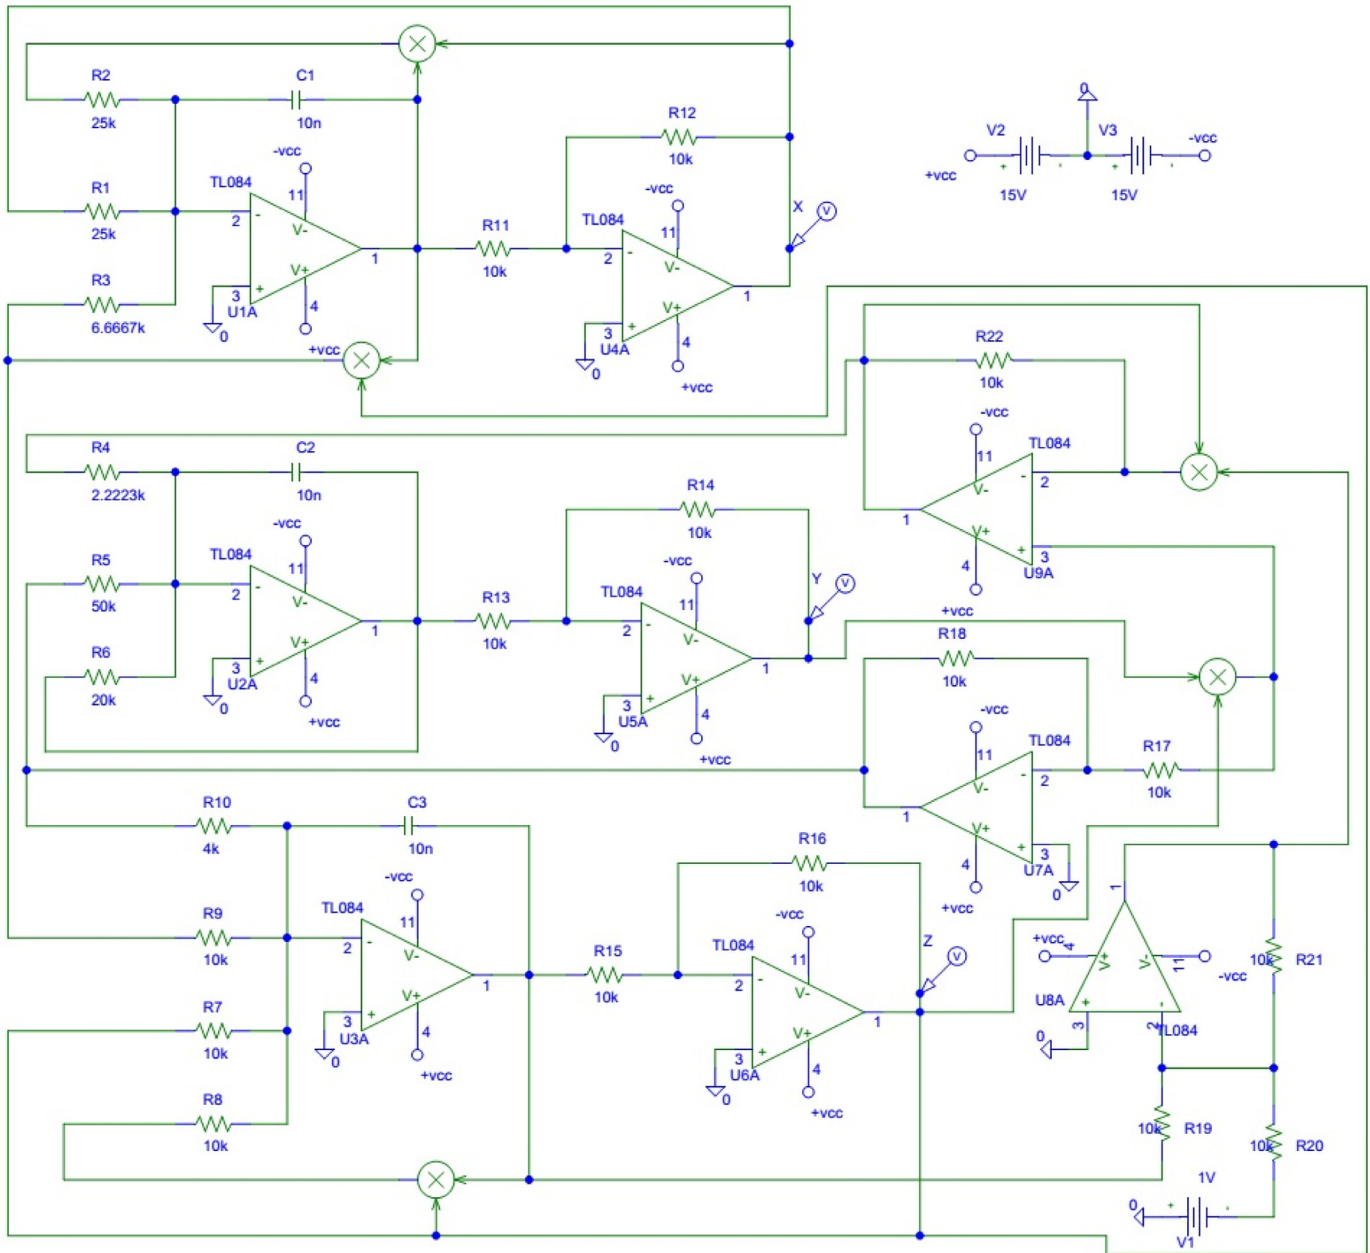 R2
25k
C1
10n
R12
10k
0
V2
V3
-vcc
+vcc
15V
15V
-vcc
TL084
11
R1
25k
2
-
V-
1
R3
6.6667k
V+
3
+
4
U1A
0
+vcc
R11
10k
-vcc
TL084
11
2
-
V-
1
X
V
V+
3
+
4
U4A
0
+vcc
R22
10k
-vcc
TL084
11
-
2
V-
1
V+
+
3
4
U9A
+vcc
R4
2.2223k
C2
10n
-vcc
TL084
11
R5
50k
2
-
V-
1
R6
20k
V+
3
+
4
U2A
0
+vcc
R13
10k
R14
10k
-vcc
TL084
11
2
-
V-
1
Y
V
V+
3
+
4
U5A
0
+vcc
R18
10k
-vcc
TL084
11
-
2
V-
1
R17
10k
V+
+
3
4
U7A
0
+vcc
R10
4k
C3
10n
-vcc
TL084
11
R9
10k
2
-
V-
1
R7
10k
V+
3
+
4
U3A
0
+vcc
R8
10k
R15
10k
R16
10k
-vcc
TL084
11
2
-
V-
1
Z
V
V+
3
+
4
U6A
0
+vcc
1
+vcc
4
V+
V-
11
-vcc
U8A
+
-
3
2
TL084
0
10k
R21
10k
R19
10k
R20
1V
0
+
-
V1